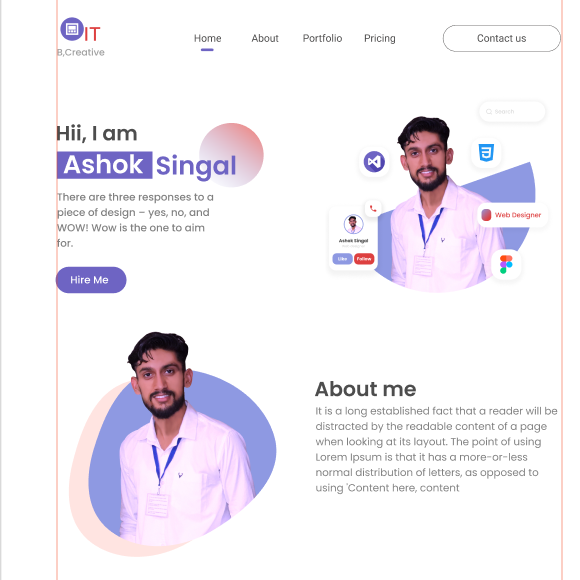 IT
B,Creative
Home
About
Portfolio
Pricing
Contact us
Search
Hii, I am
Ashok Singal
There are three responses to a
piece of design – yes, no, and
WOW! Wow is the one to aim
for.
Hire Me
Web Designer
Ashok Singal
Like
Follow
About me
It is a long established fact that a reader will be
distracted by the readable content of a page
when looking at its layout. The point of using
Lorem Ipsum is that it has a more-or-less
normal distribution of letters, as opposed to
using 'Content here, content